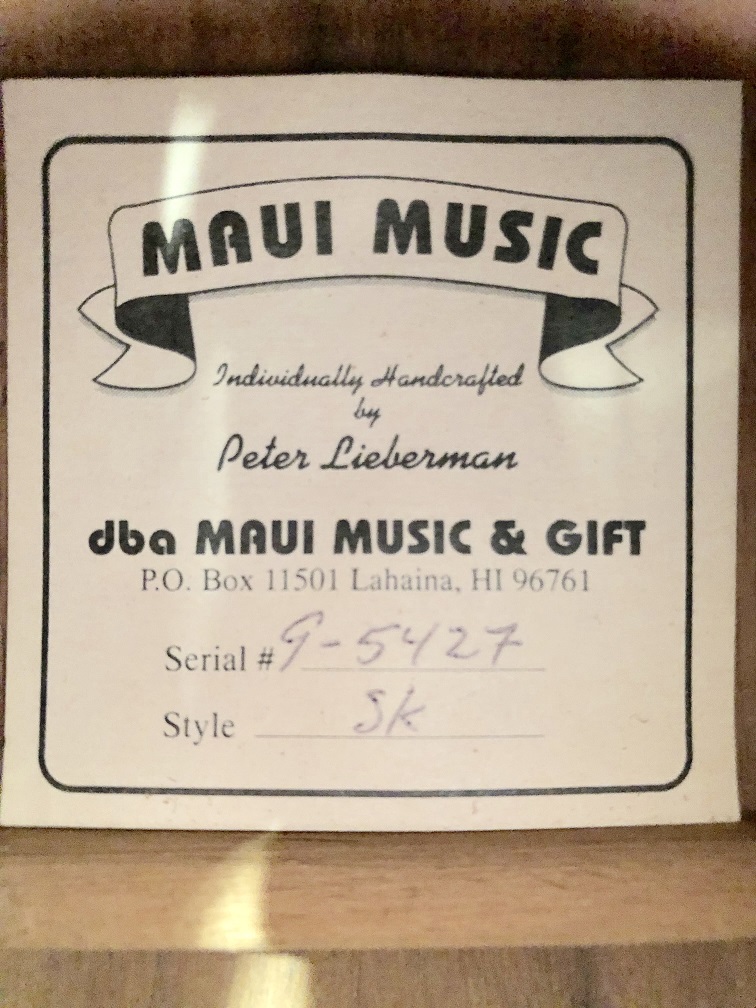 MAUI MUSIC
Individually Handcrafted
by
Peter Lieberman
dba MAUI MUSIC & GIFT
P.O. Box 11501 Lahaina, HI 96761
Serial # 9-5427
Style SK